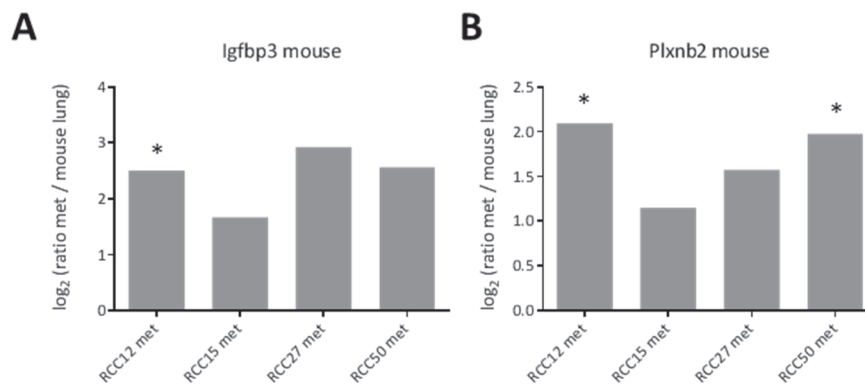 A
Igfbp3 mouse
log2 (ratio met / mouse lung)
4
3
2
1
0
*
RCC12 met
RCC15 met
RCC27 met
RCC50 met
B
Plxnb2 mouse
log2 (ratio met / mouse lung)
2.5
2.0
1.5
1.0
0.5
0.0
*
*
RCC12 met
RCC15 met
RCC27 met
RCC50 met